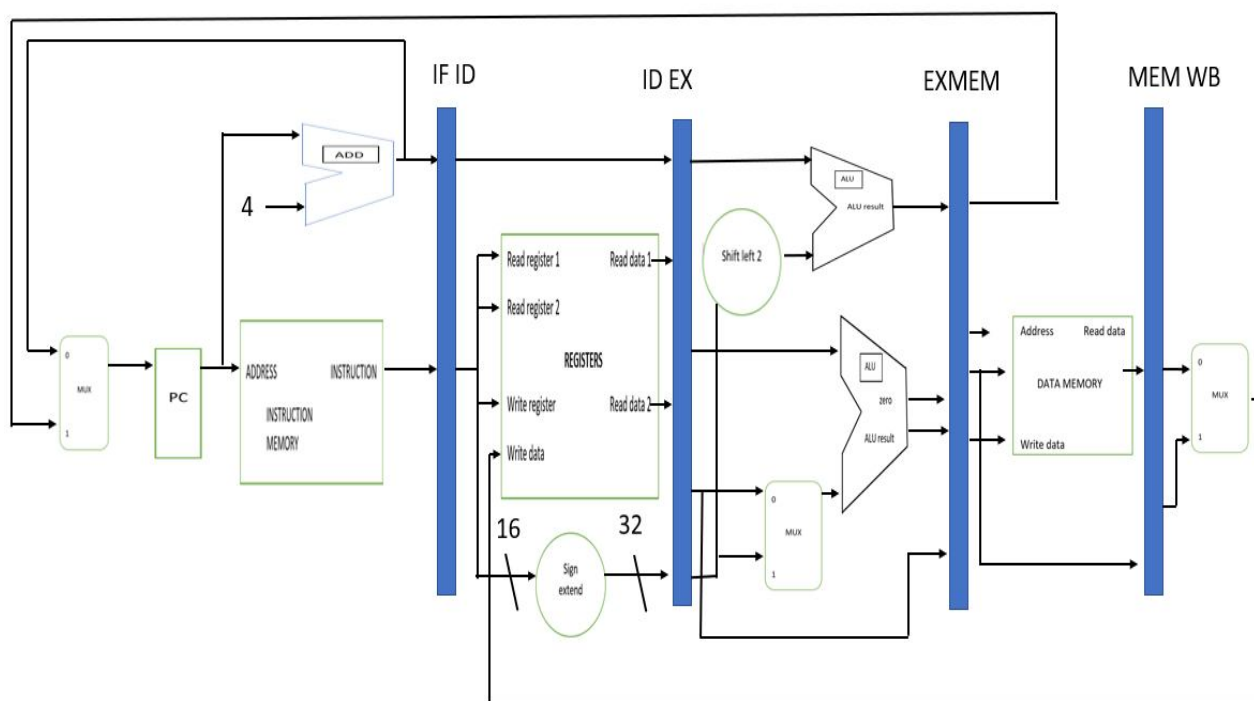 IF ID
ID EX
EXMEM
MEM WB
ADD
4
ALU
ALU result
Shift left 2
Read register 1
Read data 1
Read register 2
REGISTERS
Write register
Read data 2
Write data
0
MUX
1
PC
ADDRESS
INSTRUCTION
INSTRUCTION
MEMORY
ALU
zero
ALU result
Address
Read data
DATA MEMORY
Write data
0
MUX
1
0
MUX
1
16
Sign
extend
32